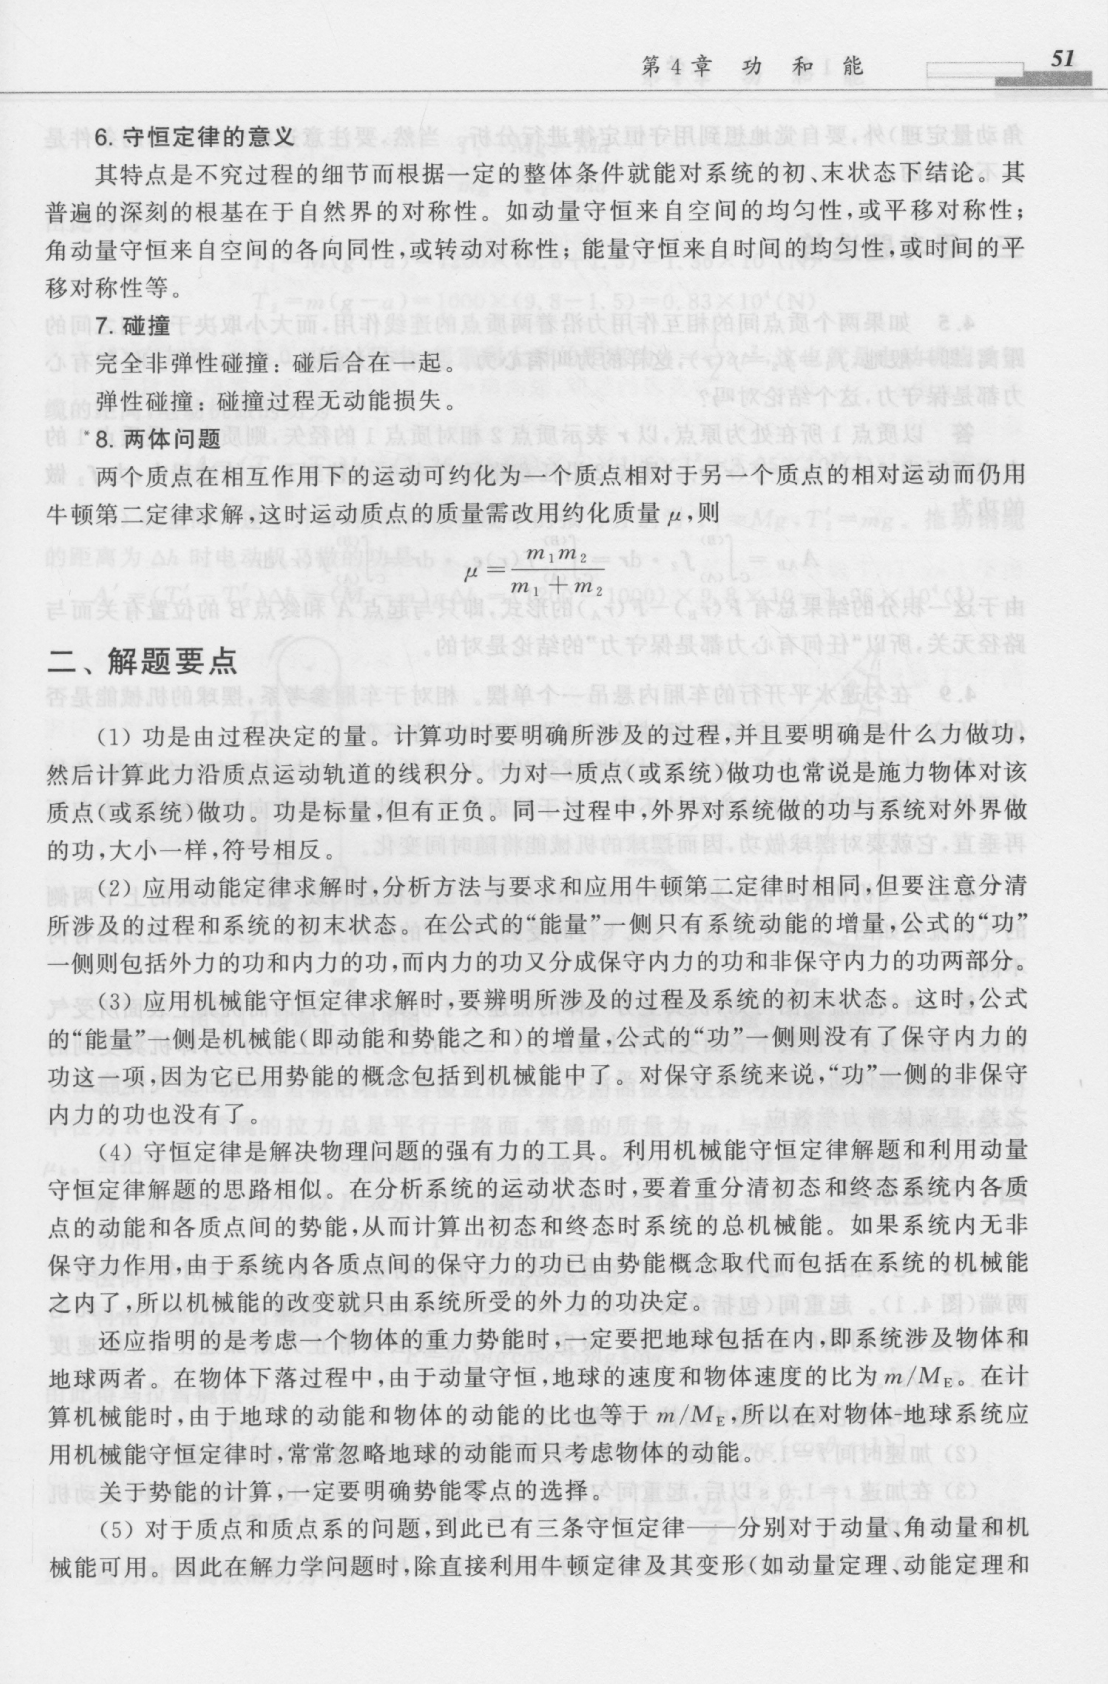 第4章 功 和 能
51
6. 守恒定律的意义
其特点是不究过程的细节而根据一定的整体条件就能对系统的初、末状态下结论。其
普遍的深刻的根基在于自然界的对称性。如动量守恒来自空间的均匀性,或平移对称性;
角动量守恒来自空间的各向同性,或转动对称性;能量守恒来自时间的均匀性,或时间的平
移对称性等。
7. 碰撞
完全非弹性碰撞:碰后合在一起。
弹性碰撞:碰撞过程无动能损失。
*8. 两体问题
两个质点在相互作用下的运动可约化为一个质点相对于另一个质点的相对运动而仍用
牛顿第二定律求解,这时运动质点的质量需改用约化质量 μ,则
μ = m₁m₂ / (m₁ + m₂)
二、解题要点
(1) 功是由过程决定的量。计算功时要明确所涉及的过程,并且要明确是什么力做功,
然后计算此力沿质点运动轨道的线积分。力对一质点(或系统)做功也常说是施力物体对该
质点(或系统)做功。功是标量,但有正负。同一过程中,外界对系统做的功与系统对外界做
的功,大小一样,符号相反。
(2) 应用动能定律求解时,分析方法与要求和应用牛顿第二定律时相同,但要注意分清
所涉及的过程和系统的初末状态。在公式的“能量”一侧只有系统动能的增量,公式的“功”
一侧则包括外力的功和内力的功,而内力的功又分成保守内力的功和非保守内力的功两部分。
(3) 应用机械能守恒定律求解时,要辨明所涉及的过程及系统的初末状态。这时,公式
的“能量”一侧是机械能(即动能和势能之和)的增量,公式的“功”一侧则没有了保守内力的
功这一项,因为它已用势能的概念包括到机械能中了。对保守系统来说,“功”一侧的非保守
内力的功也没有了。
(4) 守恒定律是解决物理问题的强有力的工具。利用机械能守恒定律解题和利用动量
守恒定律解题的思路相似。在分析系统的运动状态时,要着重分清初态和终态系统内各质
点的动能和各质点间的势能,从而计算出初态和终态时系统的总机械能。如果系统内无非
保守力作用,由于系统内各质点间的保守力的功已由势能概念取代而包括在系统的机械能
之内了,所以机械能的改变就只由系统所受的外力的功决定。
还应指明的是考虑一个物体的重力势能时,一定要把地球包括在内,即系统涉及物体和
地球两者。在物体下落过程中,由于动量守恒,地球的速度和物体速度的比为 m/M_E。在计
算机械能时,由于地球的动能和物体的动能的比也等于 m/M_E,所以在对物体-地球系统应
用机械能守恒定律时,常常忽略地球的动能而只考虑物体的动能。
关于势能的计算,一定要明确势能零点的选择。
(5) 对于质点和质点系的问题,到此已有三条守恒定律——分别对于动量、角动量和机
械能可用。因此在解力学问题时,除直接利用牛顿定律及其变形(如动量定理、动能定理和